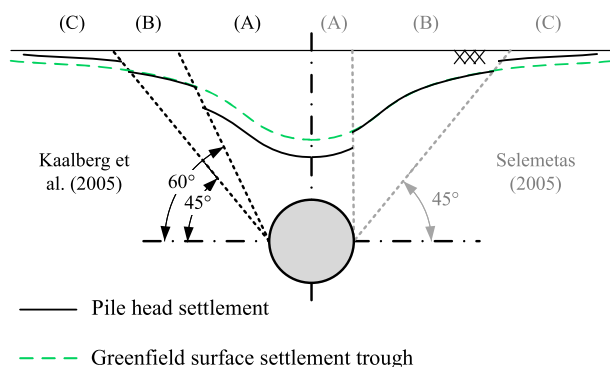 (C) (B) (A) (A) (B) (C)
Kaalberg et
al. (2005)
Selemetas
(2005)
60°
45°
45°
Pile head settlement
Greenfield surface settlement trough